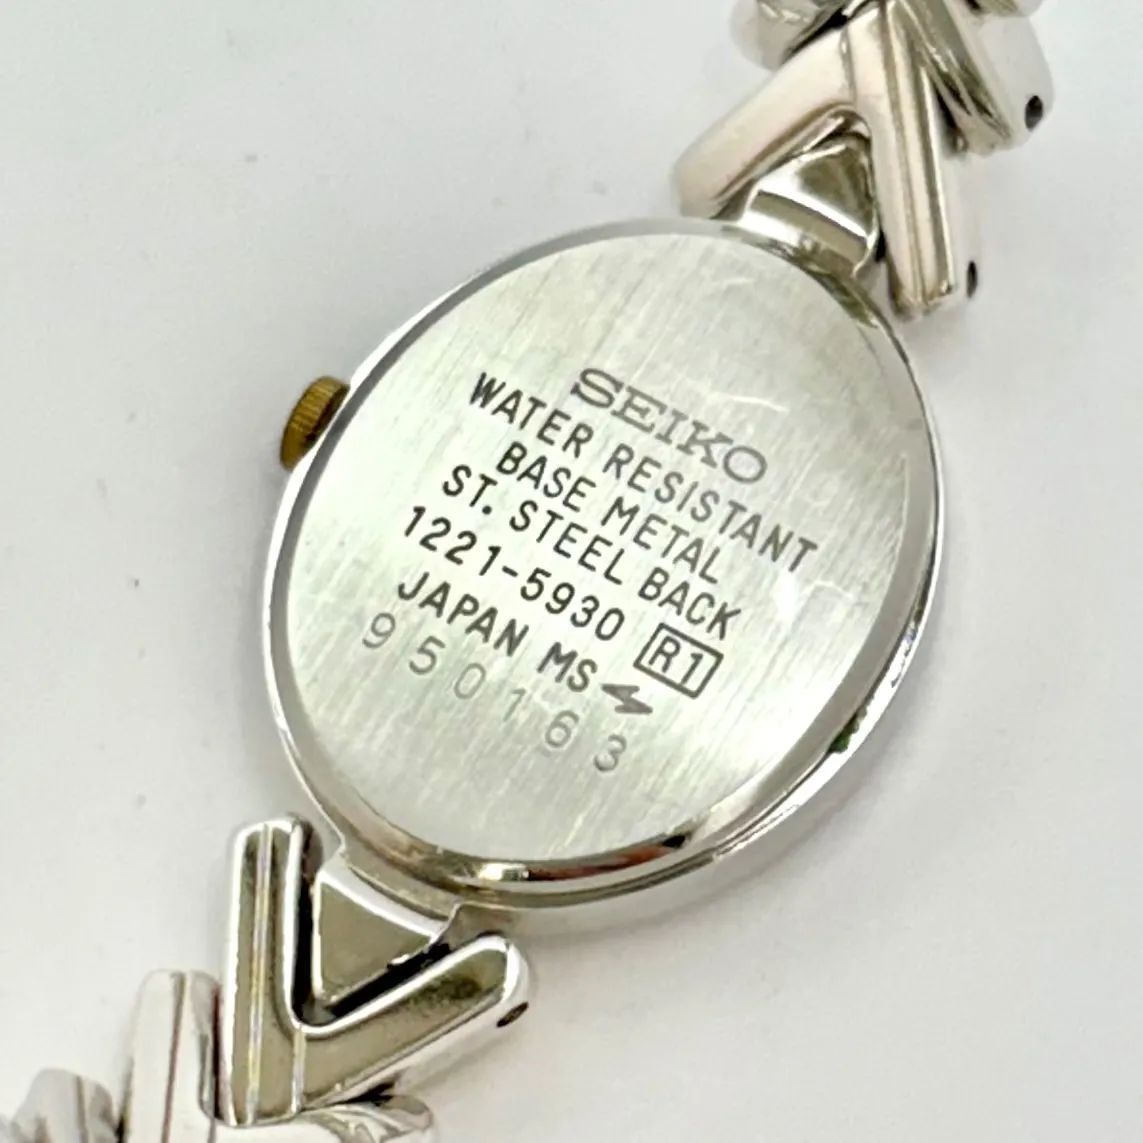 SEIKO
WATER RESISTANT
BASE METAL
ST. STEEL BACK
1221-5930 R1
JAPAN MS
950163